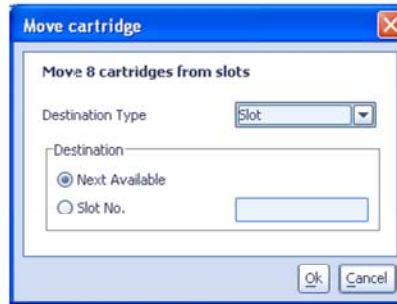 Move cartridge
Move 8 cartridges from slots
Destination Type Slot
Destination
Next Available
Slot No.
Ok Cancel